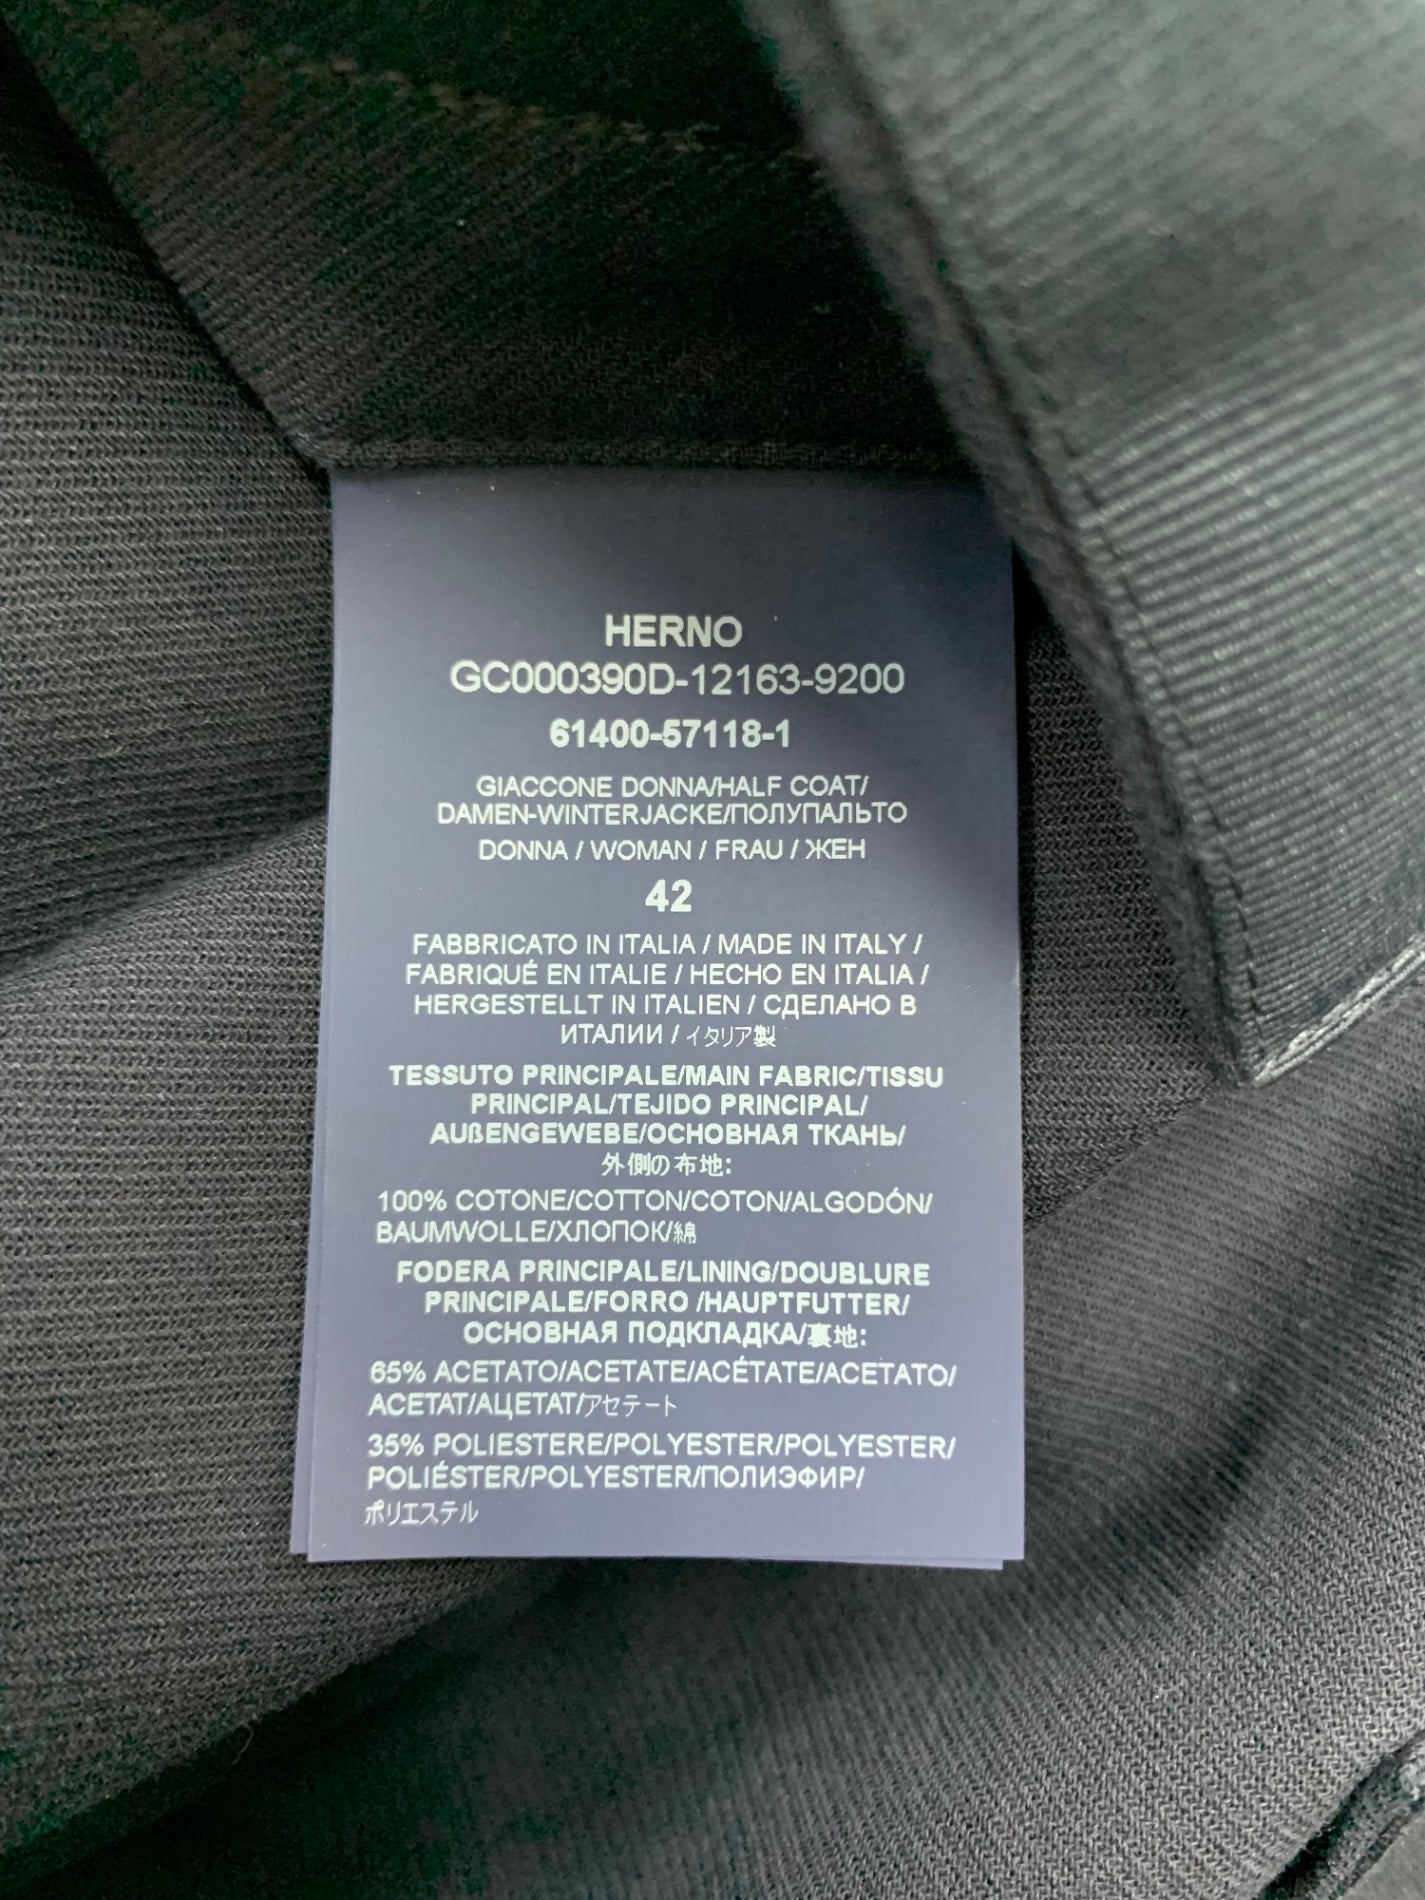 HERNO
GC000390D-12163-9200
61400-57118-1
GIACCONE DONNA/HALF COAT/
DAMEN-WINTERJACKE/ПОЛУПАЛЬТО
DONNA / WOMAN / FRAU / ЖЕН
42
FABBRICATO IN ITALIA / MADE IN ITALY /
FABRIQUÉ EN ITALIE / HECHO EN ITALIA /
HERGESTELLT IN ITALIEN / СДЕЛАНО В
ИТАЛИИ / イタリア製
TESSUTO PRINCIPALE/MAIN FABRIC/TISSU
PRINCIPAL/TEJIDO PRINCIPAL/
AUßENGEWEBE/ОСНОВНАЯ ТКАНЬ/
外側の布地:
100% COTONE/COTTON/COTON/ALGODÓN/
BAUMWOLLE/ХЛОПОК/綿
FODERA PRINCIPALE/LINING/DOUBLURE
PRINCIPALE/FORRO /HAUPTFUTTER/
ОСНОВНАЯ ПОДКЛАДКА/裏地:
65% ACETATO/ACETATE/ACÉTATE/ACETATO/
ACETAT/АЦЕТАТ/アセテート
35% POLIESTERE/POLYESTER/POLYESTER/
POLIÉSTER/POLYESTER/ПОЛИЭФИР/
ポリエステル